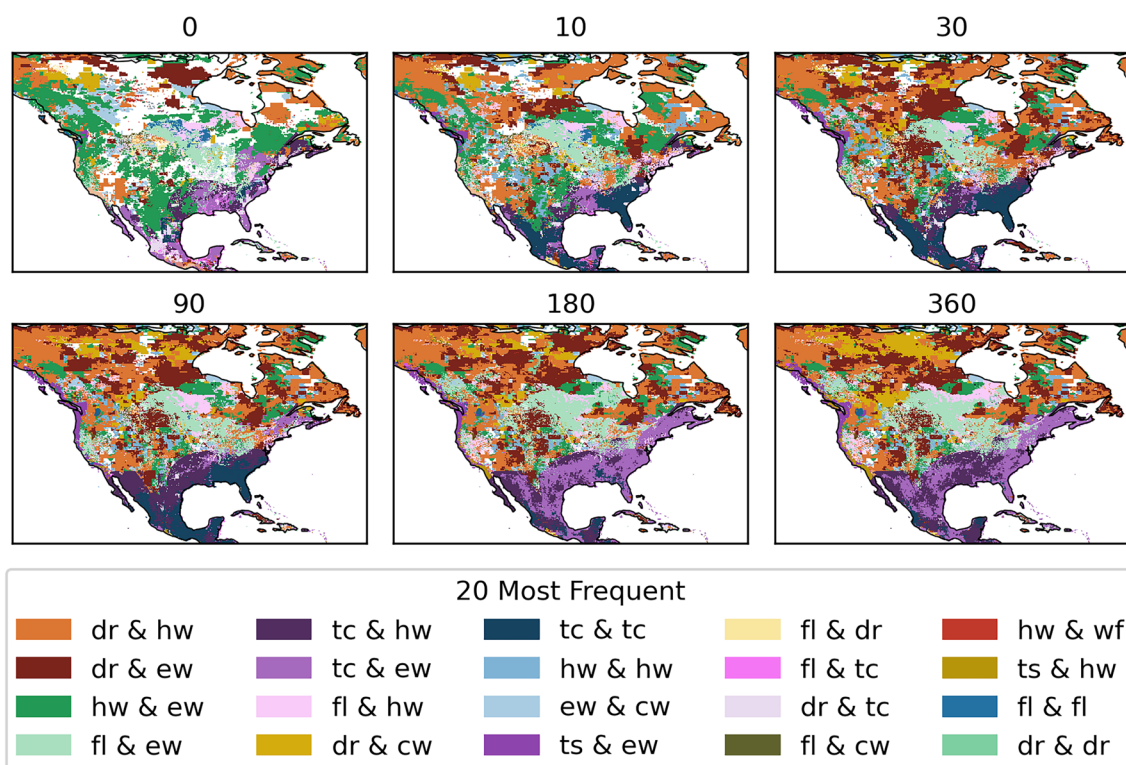 0 10 30
90 180 360
20 Most Frequent
dr & hw tc & hw tc & tc fl & dr hw & wf
dr & ew tc & ew hw & hw fl & tc ts & hw
hw & ew fl & hw ew & cw dr & tc fl & fl
fl & ew dr & cw ts & ew fl & cw dr & dr